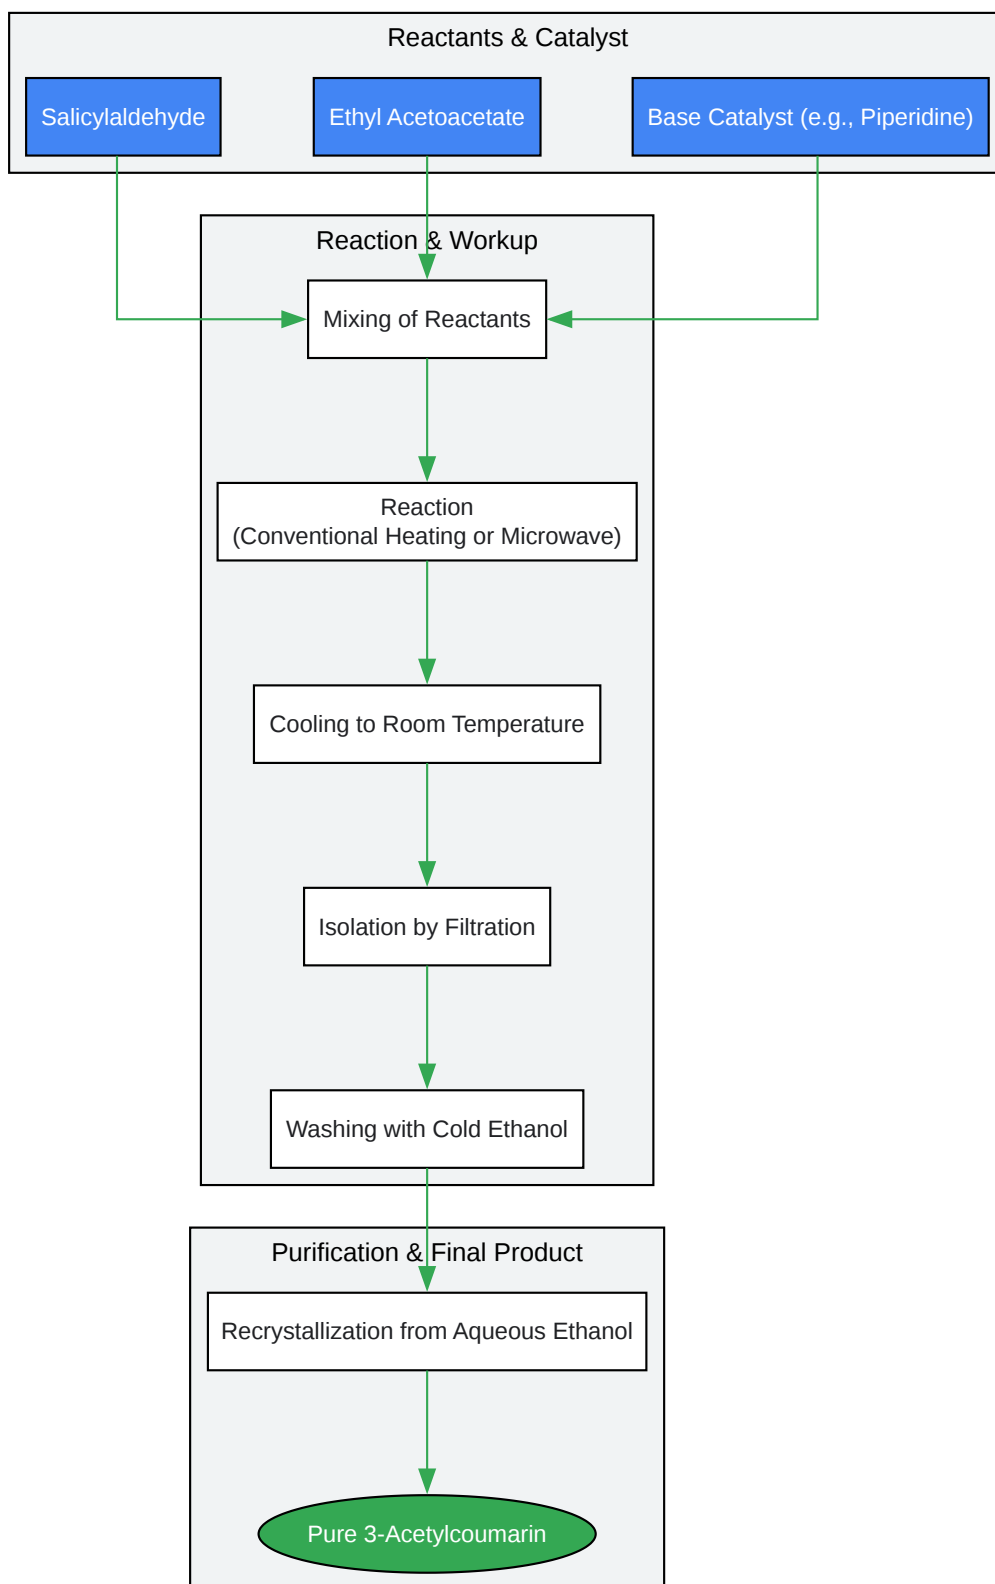 Reactants & Catalyst
Salicylaldehyde
Ethyl Acetoacetate
Base Catalyst (e.g., Piperidine)
Reaction & Workup
Mixing of Reactants
Reaction
(Conventional Heating or Microwave)
Cooling to Room Temperature
Isolation by Filtration
Washing with Cold Ethanol
Purification & Final Product
Recrystallization from Aqueous Ethanol
Pure 3-Acetylcoumarin